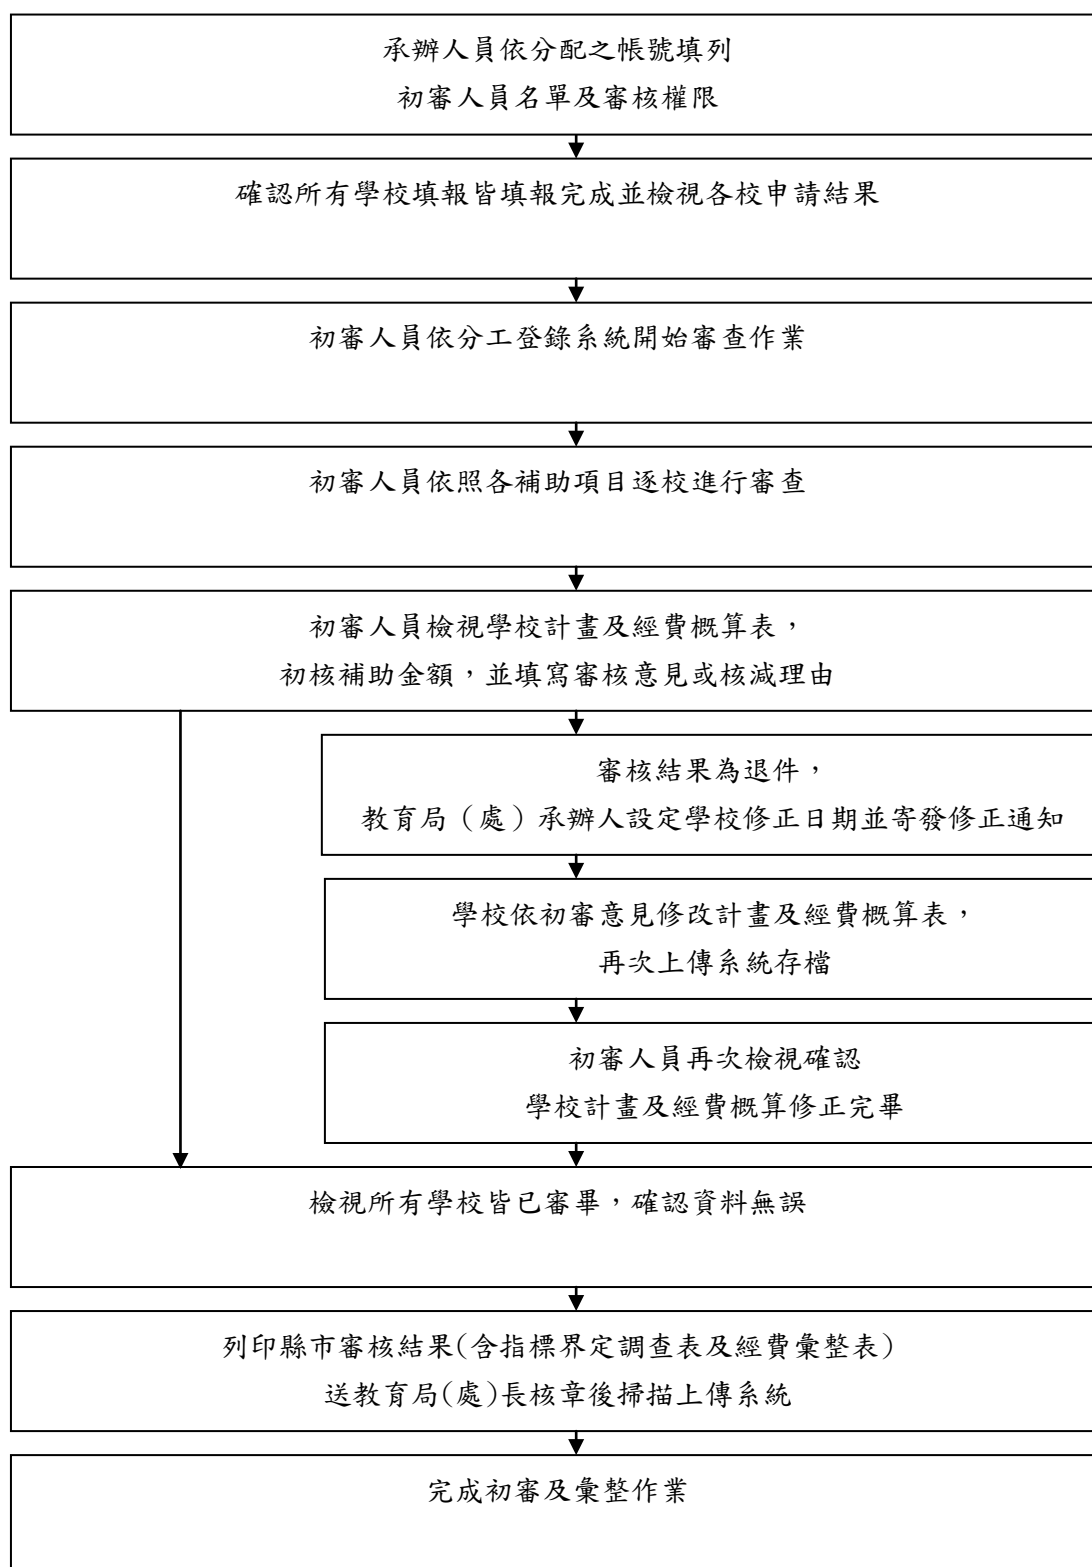 承辦人員依分配之帳號填列
初審人員名單及審核權限
確認所有學校填報皆填報完成並檢視各校申請結果
初審人員依分工登錄系統開始審查作業
初審人員依照各補助項目逐校進行審查
初審人員檢視學校計畫及經費概算表，
初核補助金額，並填寫審核意見或核減理由
審核結果為退件，
教育局（處）承辦人設定學校修正日期並寄發修正通知
學校依初審意見修改計畫及經費概算表，
再次上傳系統存檔
初審人員再次檢視確認
學校計畫及經費概算修正完畢
檢視所有學校皆已審畢，確認資料無誤
列印縣市審核結果(含指標界定調查表及經費彙整表)
送教育局(處)長核章後掃描上傳系統
完成初審及彙整作業